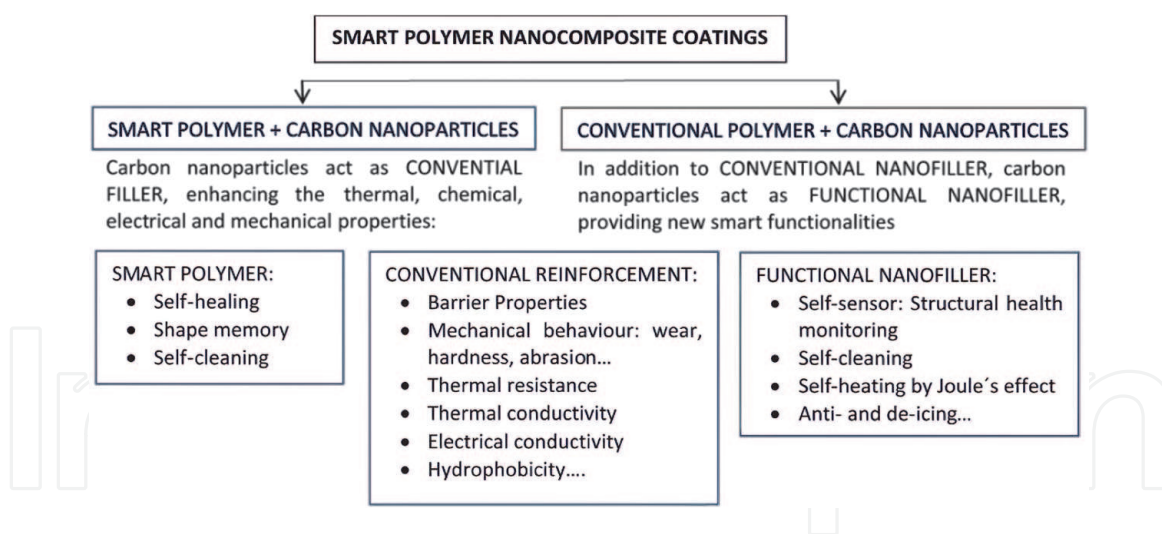 SMART POLYMER NANOCOMPOSITE COATINGS
SMART POLYMER + CARBON NANOPARTICLES
Carbon nanoparticles act as CONVENTIAL
FILLER, enhancing the thermal, chemical,
electrical and mechanical properties:
CONVENTIONAL POLYMER + CARBON NANOPARTICLES
In addition to CONVENTIONAL NANOFILLER, carbon
nanoparticles act as FUNCTIONAL NANOFILLER,
providing new smart functionalities
SMART POLYMER:
• Self-healing
• Shape memory
• Self-cleaning
CONVENTIONAL REINFORCEMENT:
• Barrier Properties
• Mechanical behaviour: wear,
hardness, abrasion…
• Thermal resistance
• Thermal conductivity
• Electrical conductivity
• Hydrophobicity….
FUNCTIONAL NANOFILLER:
• Self-sensor: Structural health
monitoring
• Self-cleaning
• Self-heating by Joule´s effect
• Anti- and de-icing…